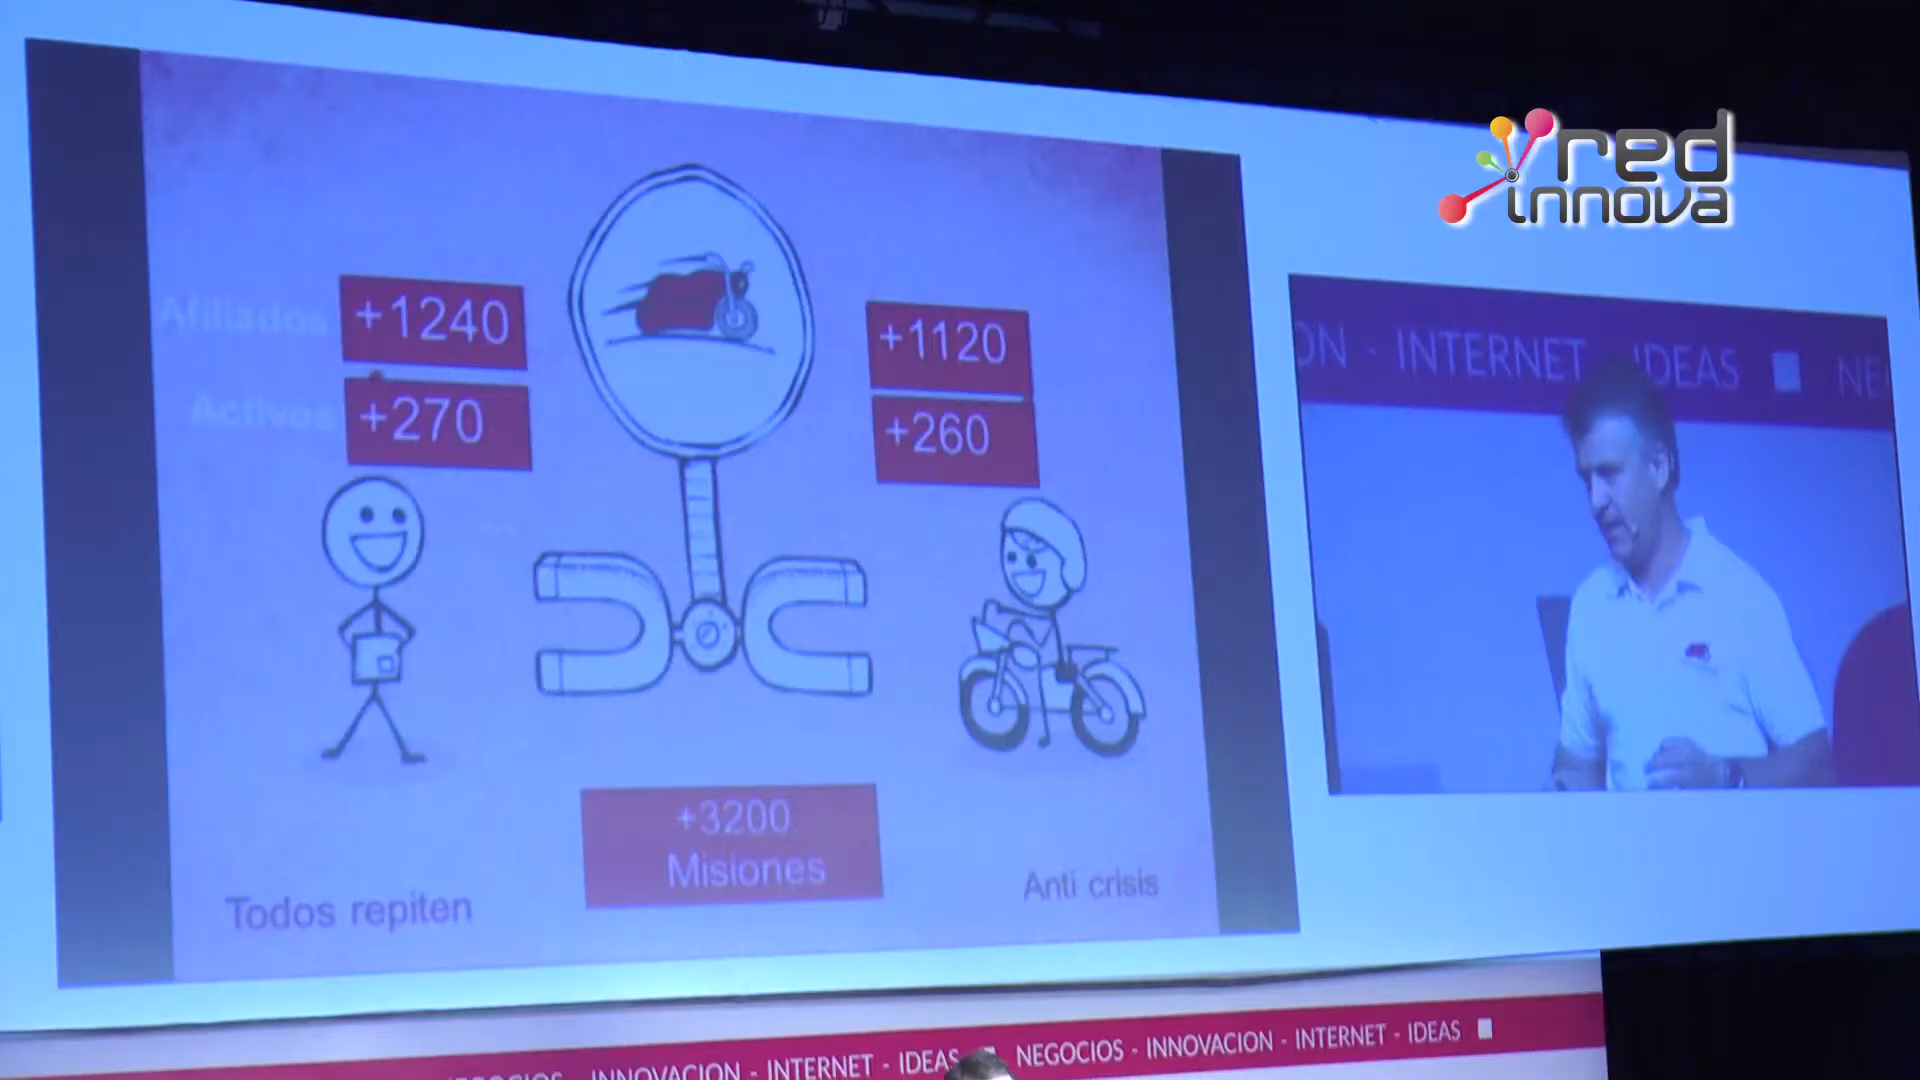 red
innova
Afiliados +1240 +1120
Activos +270 +260
+3200
Misiones
Todos repiten
Anti crisis
INTERNET IDEAS
INNOVACION - INTERNET - IDEAS NEGOCIOS - INNOVACION - INTERNET - IDEAS